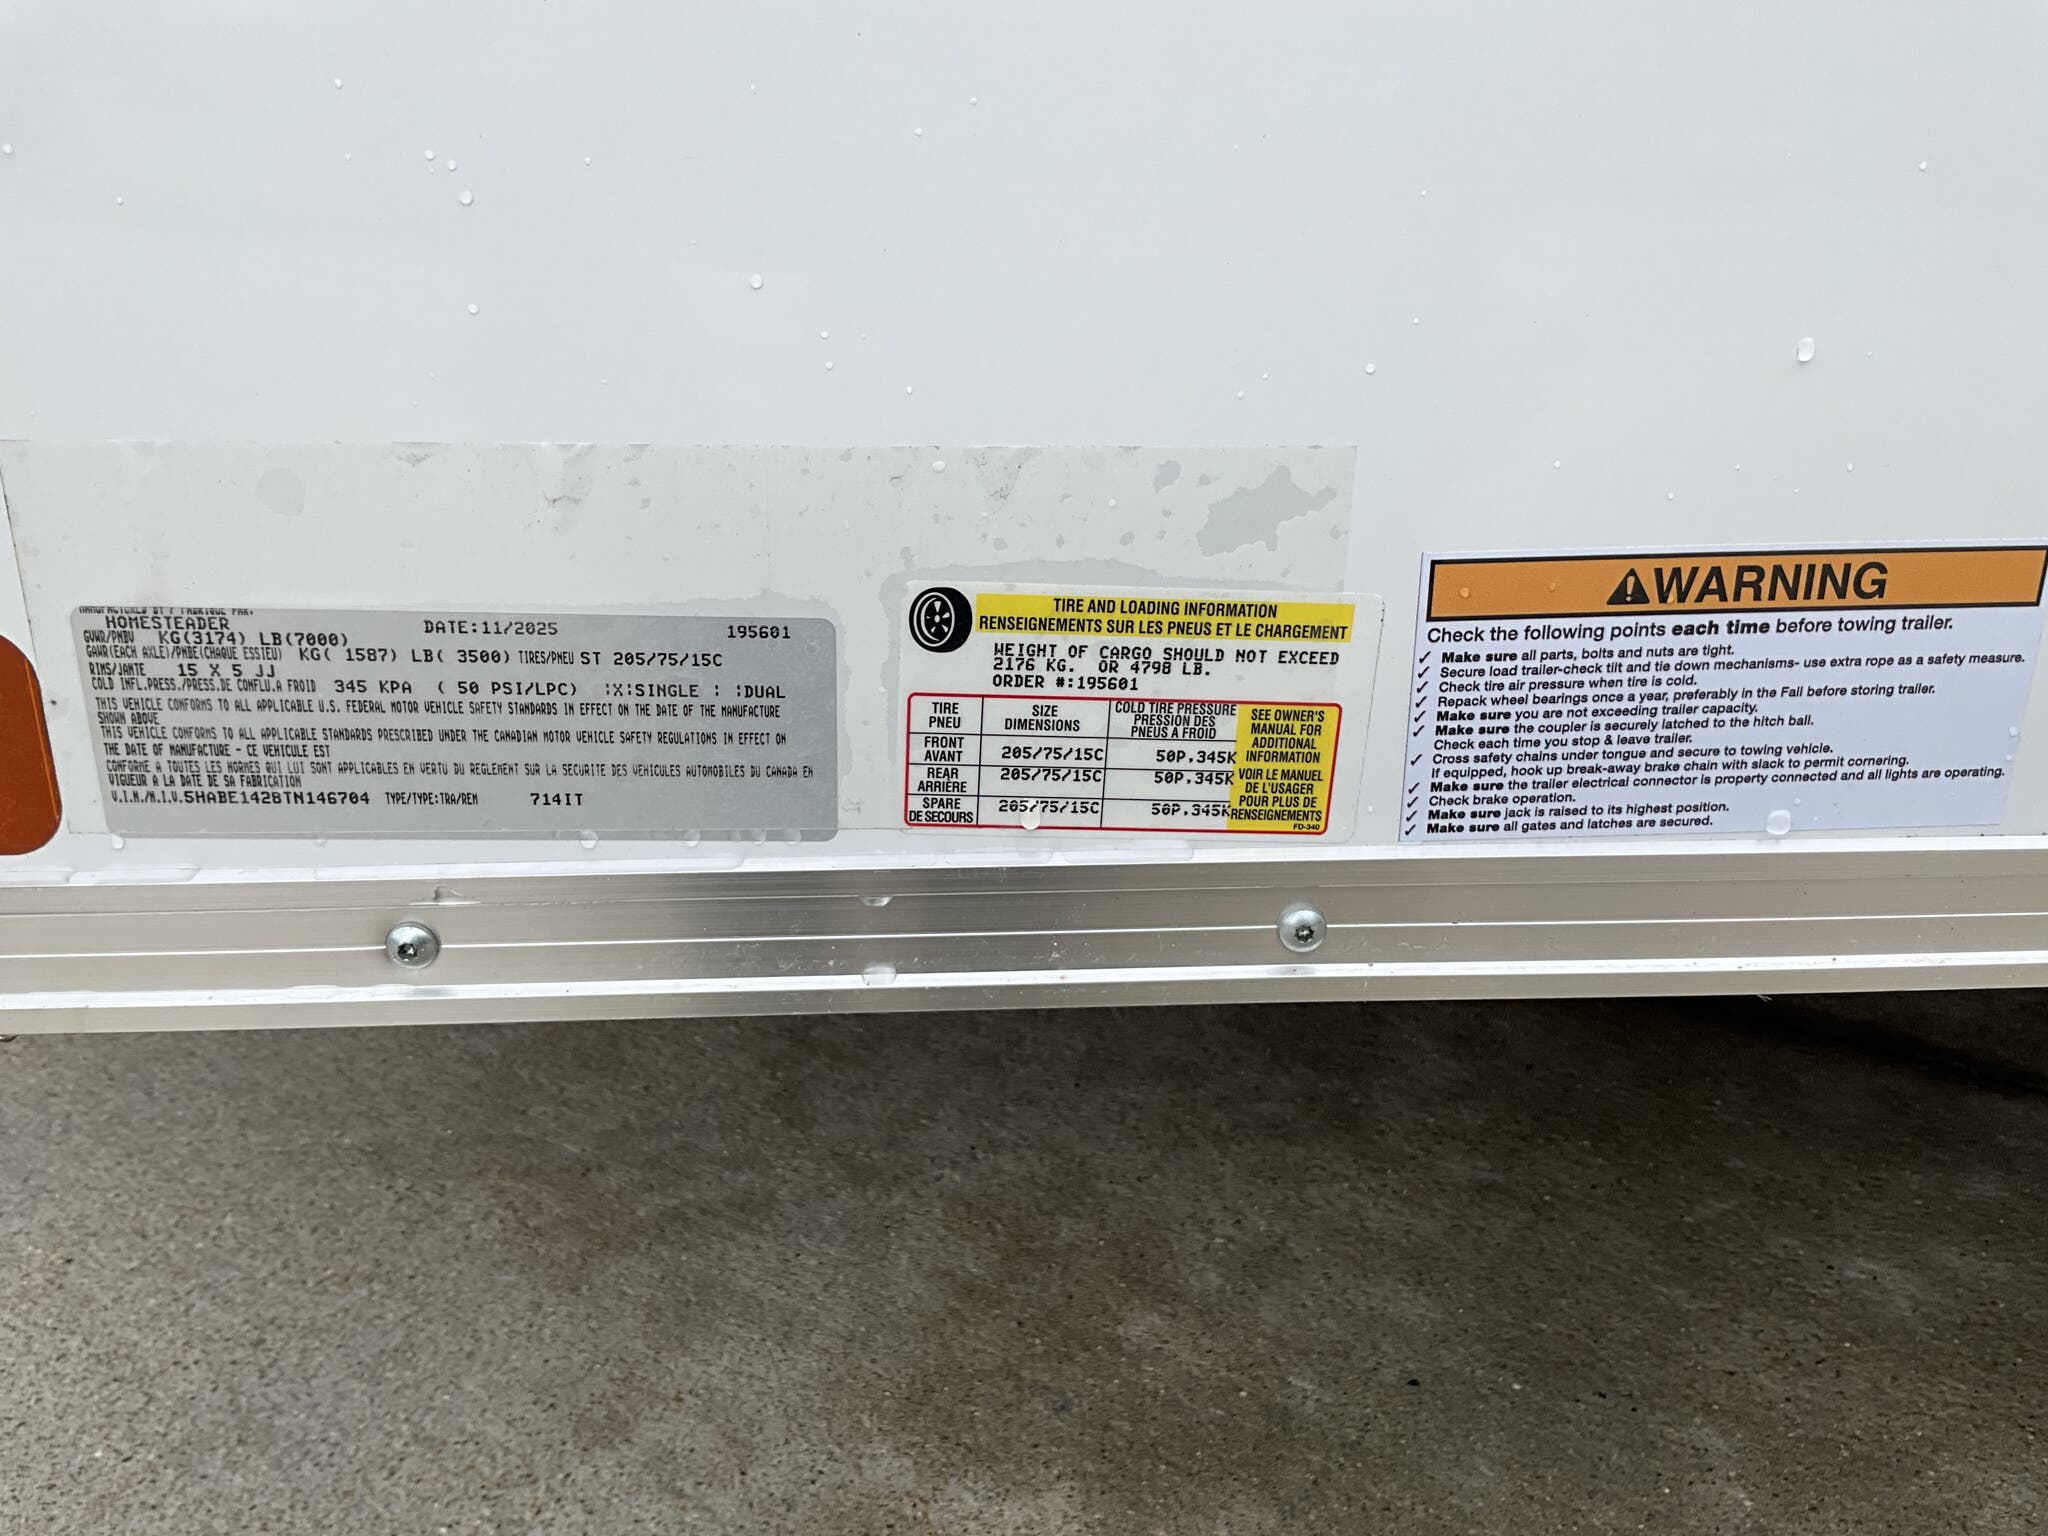 MANUFACTURED BY / FABRIQUE PAR:
HOMESTEADER DATE:11/2025 195601
GVWR/PNBV KG(3174) LB(7000)
GAWR(EACH AXLE)/PNBE(CHAQUE ESSIEU) KG( 1587) LB( 3500) TIRES/PNEU ST 205/75/15C
RIMS/JANTE 15 X 5 JJ
COLD INFL.PRESS./PRESS.DE CONFLU.A FROID 345 KPA ( 50 PSI/LPC) :X:SINGLE : :DUAL
THIS VEHICLE CONFORMS TO ALL APPLICABLE U.S. FEDERAL MOTOR VEHICLE SAFETY STANDARDS IN EFFECT ON THE DATE OF THE MANUFACTURE
SHOWN ABOVE
THIS VEHICLE CONFORMS TO ALL APPLICABLE STANDARDS PRESCRIBED UNDER THE CANADIAN MOTOR VEHICLE SAFETY REGULATIONS IN EFFECT ON
THE DATE OF MANUFACTURE - CE VEHICULE EST
CONFORME A TOUTES LES NORMES QUI LUI SONT APPLICABLES EN VERTU DU REGLEMENT SUR LA SECURITE DES VEHICULES AUTOMOBILES DU CANADA EN
VIGUEUR A LA DATE DE SA FABRICATION
V.I.N./N.I.V.5HABE1428TN146704 TYPE/TYPE:TRA/REM 714IT
TIRE AND LOADING INFORMATION
RENSEIGNEMENTS SUR LES PNEUS ET LE CHARGEMENT
WEIGHT OF CARGO SHOULD NOT EXCEED
2176 KG. OR 4798 LB.
ORDER #:195601
TIRE
PNEU
SIZE
DIMENSIONS
COLD TIRE PRESSURE
PRESSION DES
PNEUS A FROID
FRONT
AVANT
205/75/15C
50P.345K
REAR
ARRIÈRE
205/75/15C
50P.345K
SPARE
DE SECOURS
205/75/15C
50P.345K
SEE OWNER'S
MANUAL FOR
ADDITIONAL
INFORMATION
VOIR LE MANUEL
DE L'USAGER
POUR PLUS DE
RENSEIGNEMENTS
FD-340
⚠WARNING
Check the following points each time before towing trailer.
✓ Make sure all parts, bolts and nuts are tight.
✓ Secure load trailer-check tilt and tie down mechanisms- use extra rope as a safety measure.
✓ Check tire air pressure when tire is cold.
✓ Repack wheel bearings once a year, preferably in the Fall before storing trailer.
✓ Make sure you are not exceeding trailer capacity.
✓ Make sure the coupler is securely latched to the hitch ball.
Check each time you stop & leave trailer.
✓ Cross safety chains under tongue and secure to towing vehicle.
If equipped, hook up break-away brake chain with slack to permit cornering.
✓ Make sure the trailer electrical connector is properly connected and all lights are operating.
✓ Check brake operation.
✓ Make sure jack is raised to its highest position.
✓ Make sure all gates and latches are secured.